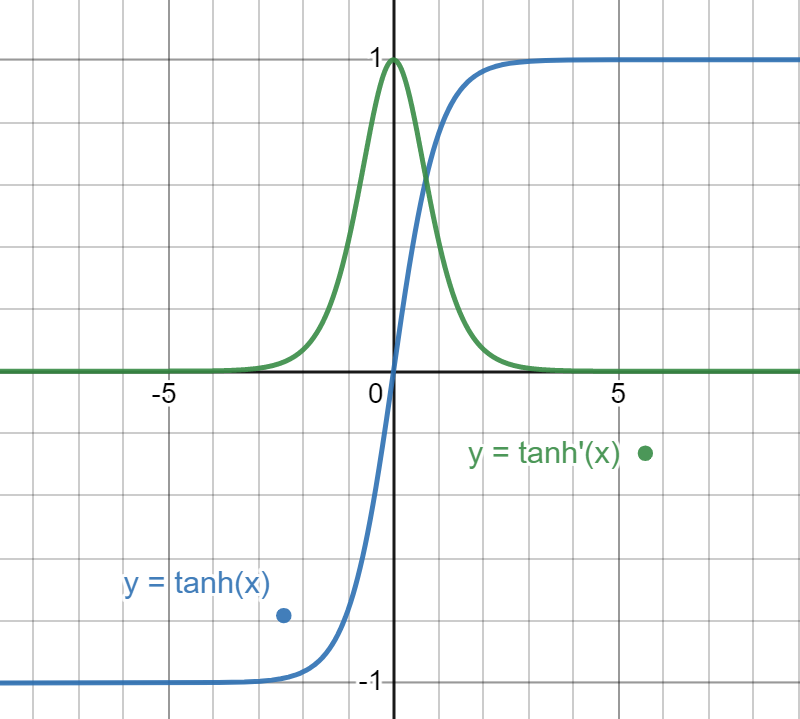 1
-5
0
5
y = tanh'(x)
y = tanh(x)
-1